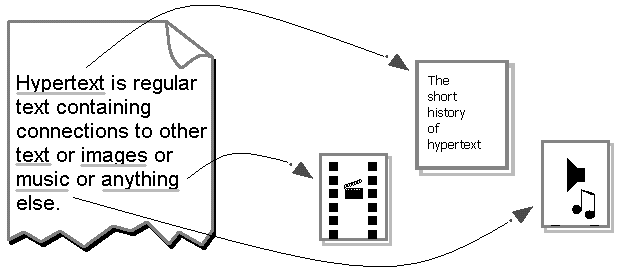 Hypertext is regular
text containing
connections to other
text or images or
music or anything
else.
The
short
history
of
hypertext